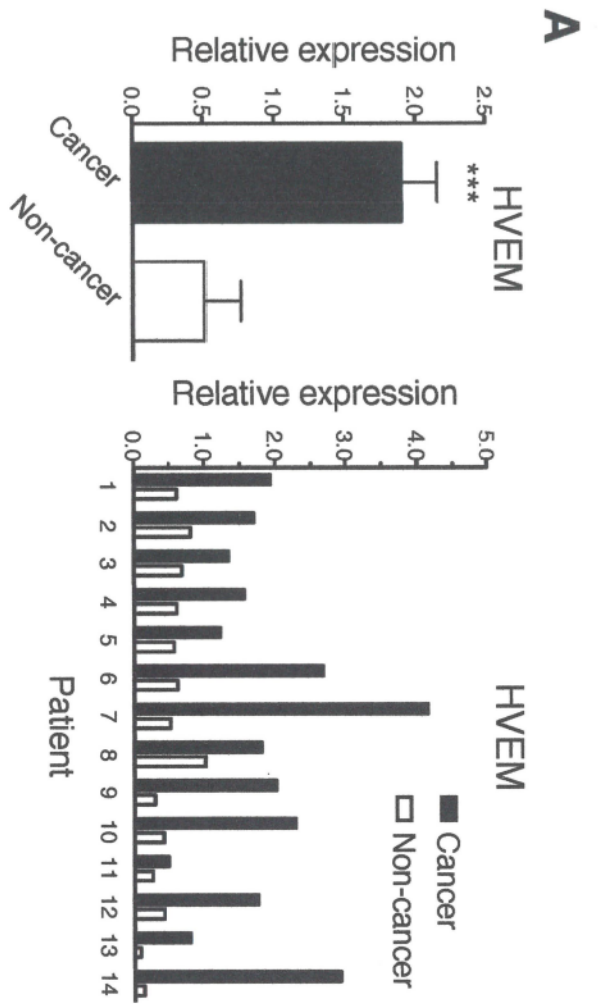 A
HVEM
Relative expression
2.5
2.0
1.5
1.0
0.5
0.0
***
Cancer
Non-cancer
HVEM
Relative expression
5.0
4.0
3.0
2.0
1.0
0.0
Cancer
Non-cancer
1 2 3 4 5 6 7 8 9 10 11 12 13 14
Patient